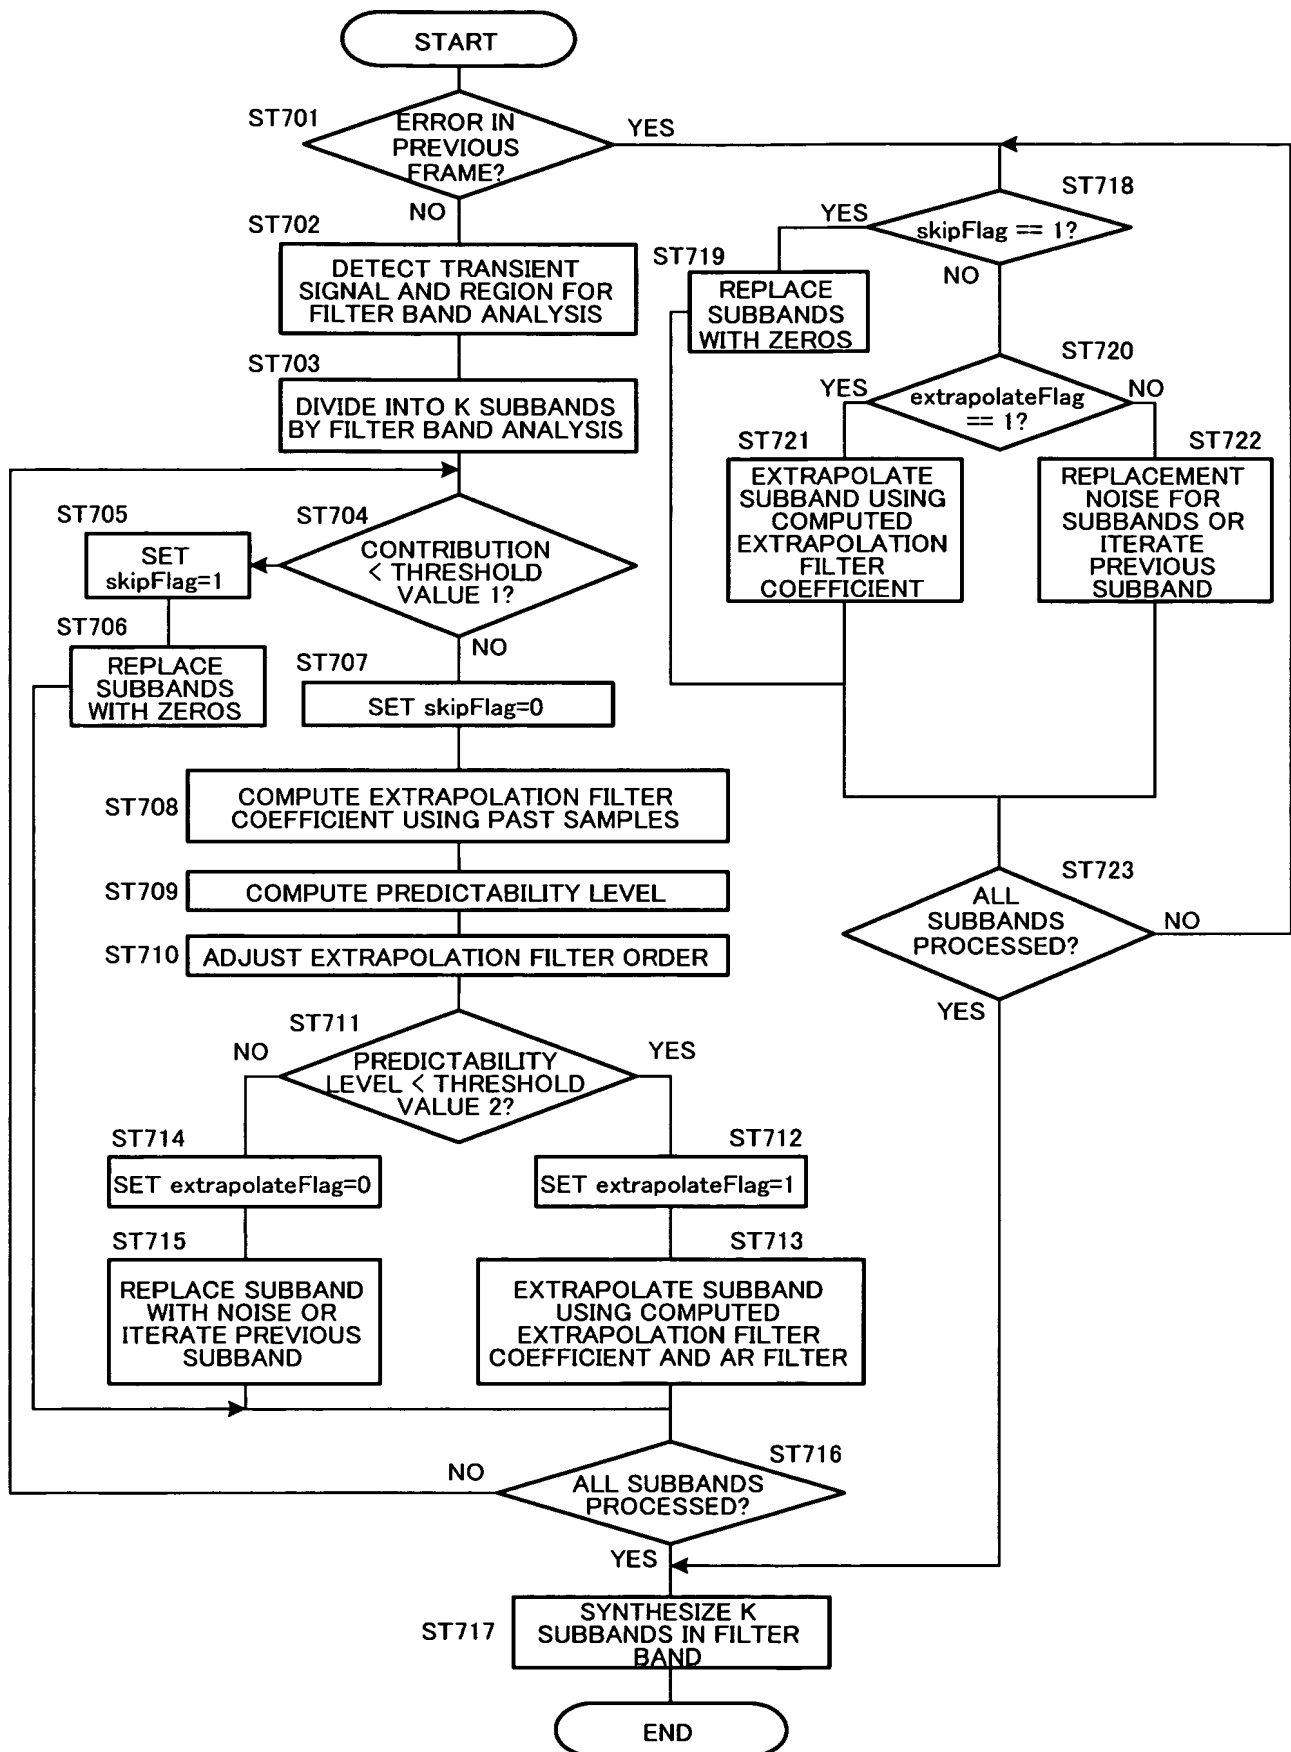 START
ST701
ERROR IN
PREVIOUS
FRAME?
YES
NO
ST702
DETECT TRANSIENT
SIGNAL AND REGION FOR
FILTER BAND ANALYSIS
ST703
DIVIDE INTO K SUBBANDS
BY FILTER BAND ANALYSIS
ST704
CONTRIBUTION
< THRESHOLD
VALUE 1?
NO
ST705
SET
skipFlag=1
ST706
REPLACE
SUBBANDS
WITH ZEROS
ST707
SET skipFlag=0
ST708
COMPUTE EXTRAPOLATION FILTER
COEFFICIENT USING PAST SAMPLES
ST709
COMPUTE PREDICTABILITY LEVEL
ST710
ADJUST EXTRAPOLATION FILTER ORDER
ST711
PREDICTABILITY
LEVEL < THRESHOLD
VALUE 2?
NO
YES
ST714
SET extrapolateFlag=0
ST712
SET extrapolateFlag=1
ST715
REPLACE SUBBAND
WITH NOISE OR
ITERATE PREVIOUS
SUBBAND
ST713
EXTRAPOLATE SUBBAND
USING COMPUTED
EXTRAPOLATION FILTER
COEFFICIENT AND AR FILTER
ST716
ALL SUBBANDS
PROCESSED?
NO
YES
ST717
SYNTHESIZE K
SUBBANDS IN FILTER
BAND
END
ST718
skipFlag == 1?
YES
NO
ST719
REPLACE
SUBBANDS
WITH ZEROS
ST720
extrapolateFlag
== 1?
YES
NO
ST721
EXTRAPOLATE
SUBBAND USING
COMPUTED
EXTRAPOLATION
FILTER
COEFFICIENT
ST722
REPLACEMENT
NOISE FOR
SUBBANDS OR
ITERATE
PREVIOUS
SUBBAND
ST723
ALL
SUBBANDS
PROCESSED?
NO
YES